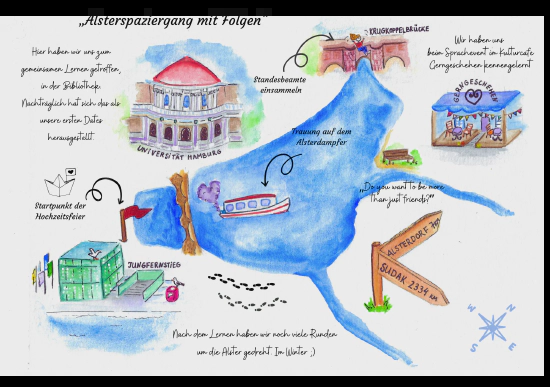 „Alsterspaziergang mit Folgen"
KRUGKOPPELBRÜCKE
Hier haben wir uns zum
gemeinsamen Lernen getroffen,
in der Bibliothek.
Nachträglich hat sich das als
unsere ersten Dates
herausgestellt.
UNIVERSITÄT HAMBURG
Standesbeamte
einsammeln
Wir haben uns
beim Sprachevent im Kulturcafe
Gerngeschehen kennengelernt
GERNGESCHEHEN
Trauung auf dem
Alsterdampfer
„Do you want to be more
than just friends?"
Startpunkt der
Hochzeitsfeier
JUNGFERNSTIEG
ALSTERDORF 7km
SUDAK 2334 km
Nach dem Lernen haben wir noch viele Runden
um die Alster gedreht. Im Winter ;)
N
S